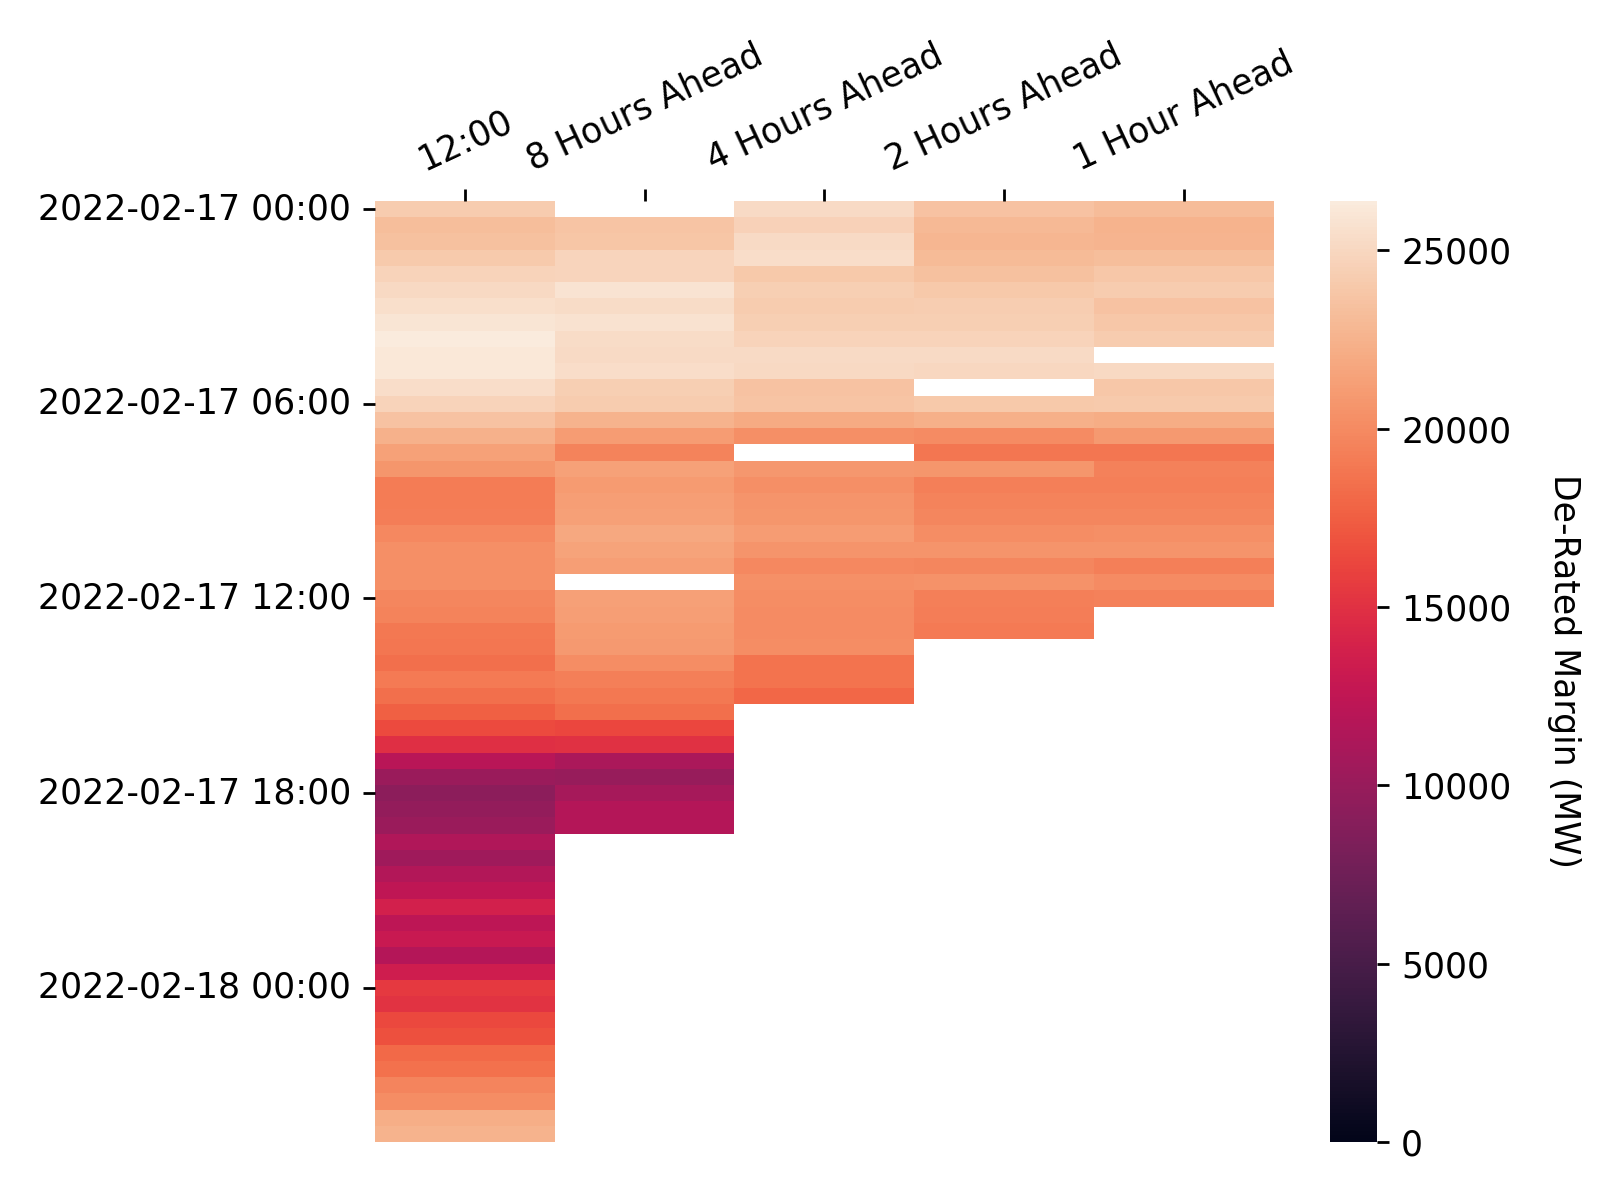 12:00
8 Hours Ahead
4 Hours Ahead
2 Hours Ahead
1 Hour Ahead
2022-02-17 00:00
2022-02-17 06:00
2022-02-17 12:00
2022-02-17 18:00
2022-02-18 00:00
25000
20000
15000
10000
5000
0
De-Rated Margin (MW)